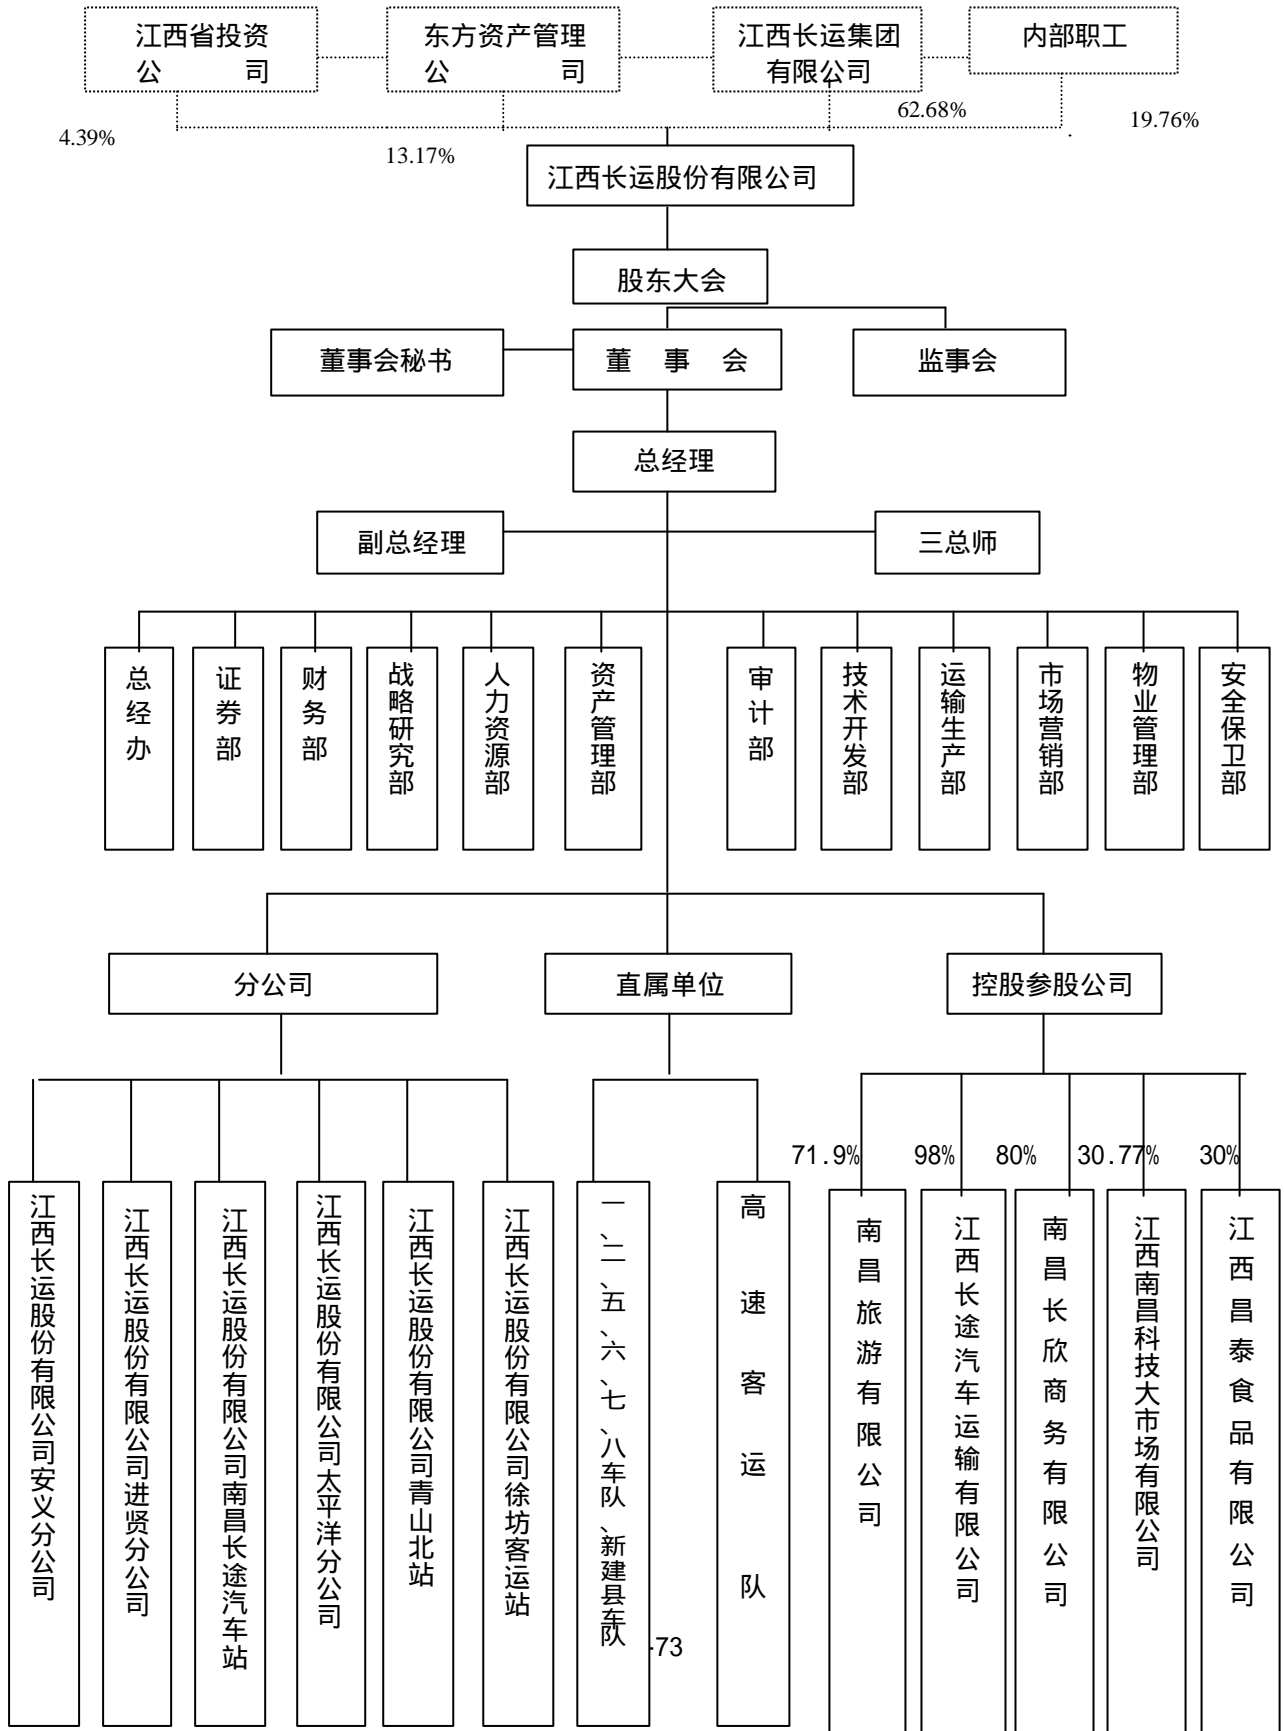 江西省投资
公 司
东方资产管理
公 司
江西长运集团
有限公司
内部职工
4.39%
13.17%
62.68%
19.76%
江西长运股份有限公司
股东大会
董事会秘书
董 事 会
监事会
总经理
副总经理
三总师
总经办
证券部
财务部
战略研究部
人力资源部
资产管理部
审计部
技术开发部
运输生产部
市场营销部
物业管理部
安全保卫部
分公司
直属单位
控股参股公司
71.9%
98%
80%
30.77%
30%
江西长运股份有限公司安义分公司
江西长运股份有限公司进贤分公司
江西长运股份有限公司南昌长途汽车站
江西长运股份有限公司太平洋分公司
江西长运股份有限公司青山北站
江西长运股份有限公司徐坊客运站
一、二、五、六、七、八车队、新建县车队
高速客运队
南昌旅游有限公司
江西长途汽车运输有限公司
南昌长欣商务有限公司
江西南昌科技大市场有限公司
江西昌泰食品有限公司
-73